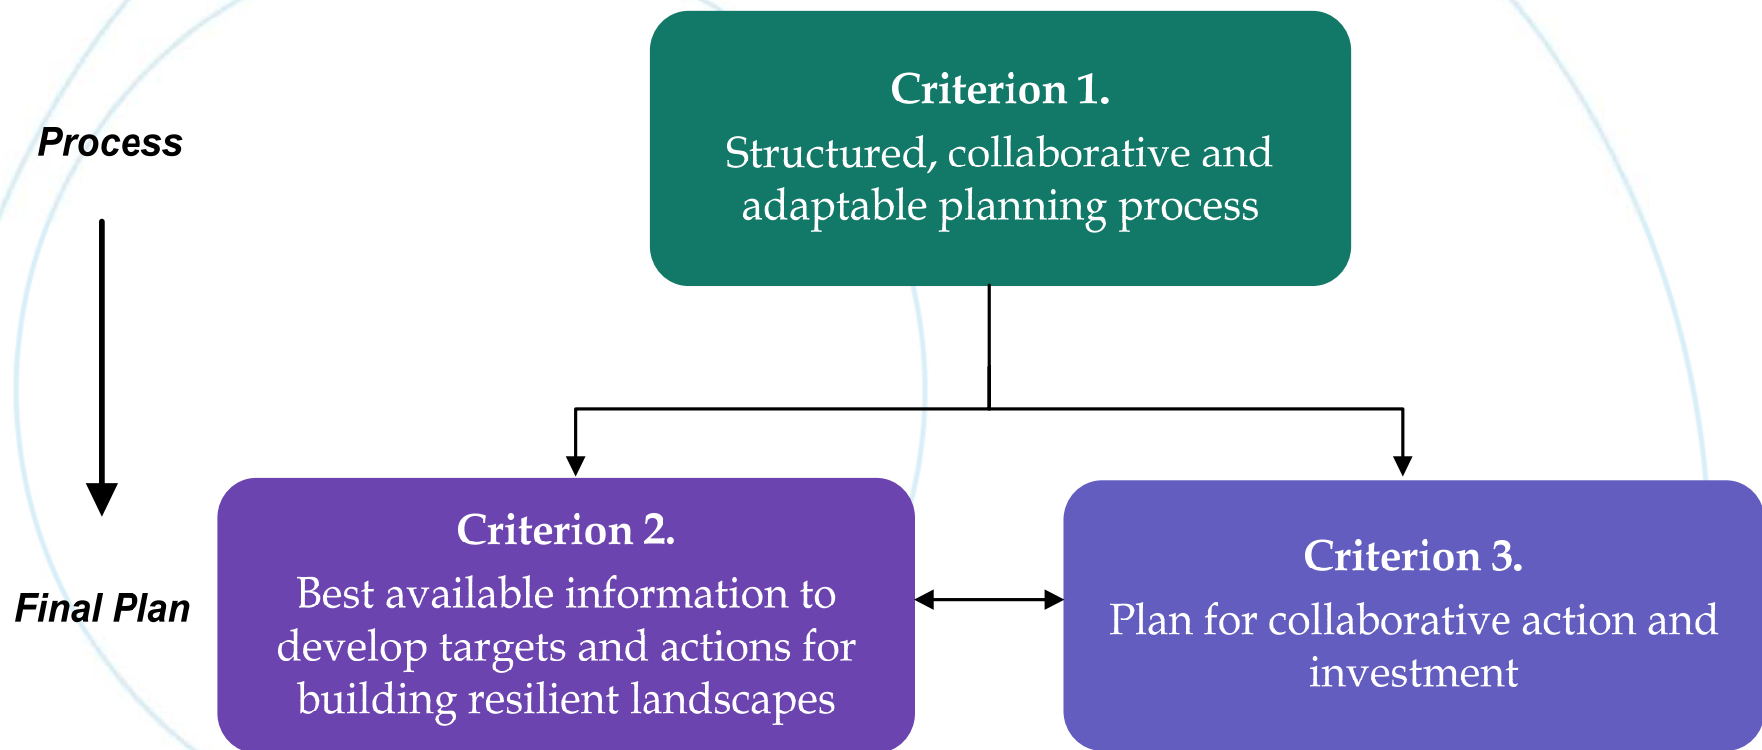 Criterion 1.
Structured, collaborative and
adaptable planning process
Process
Final Plan
Criterion 2.
Best available information to
develop targets and actions for
building resilient landscapes
Criterion 3.
Plan for collaborative action and
investment